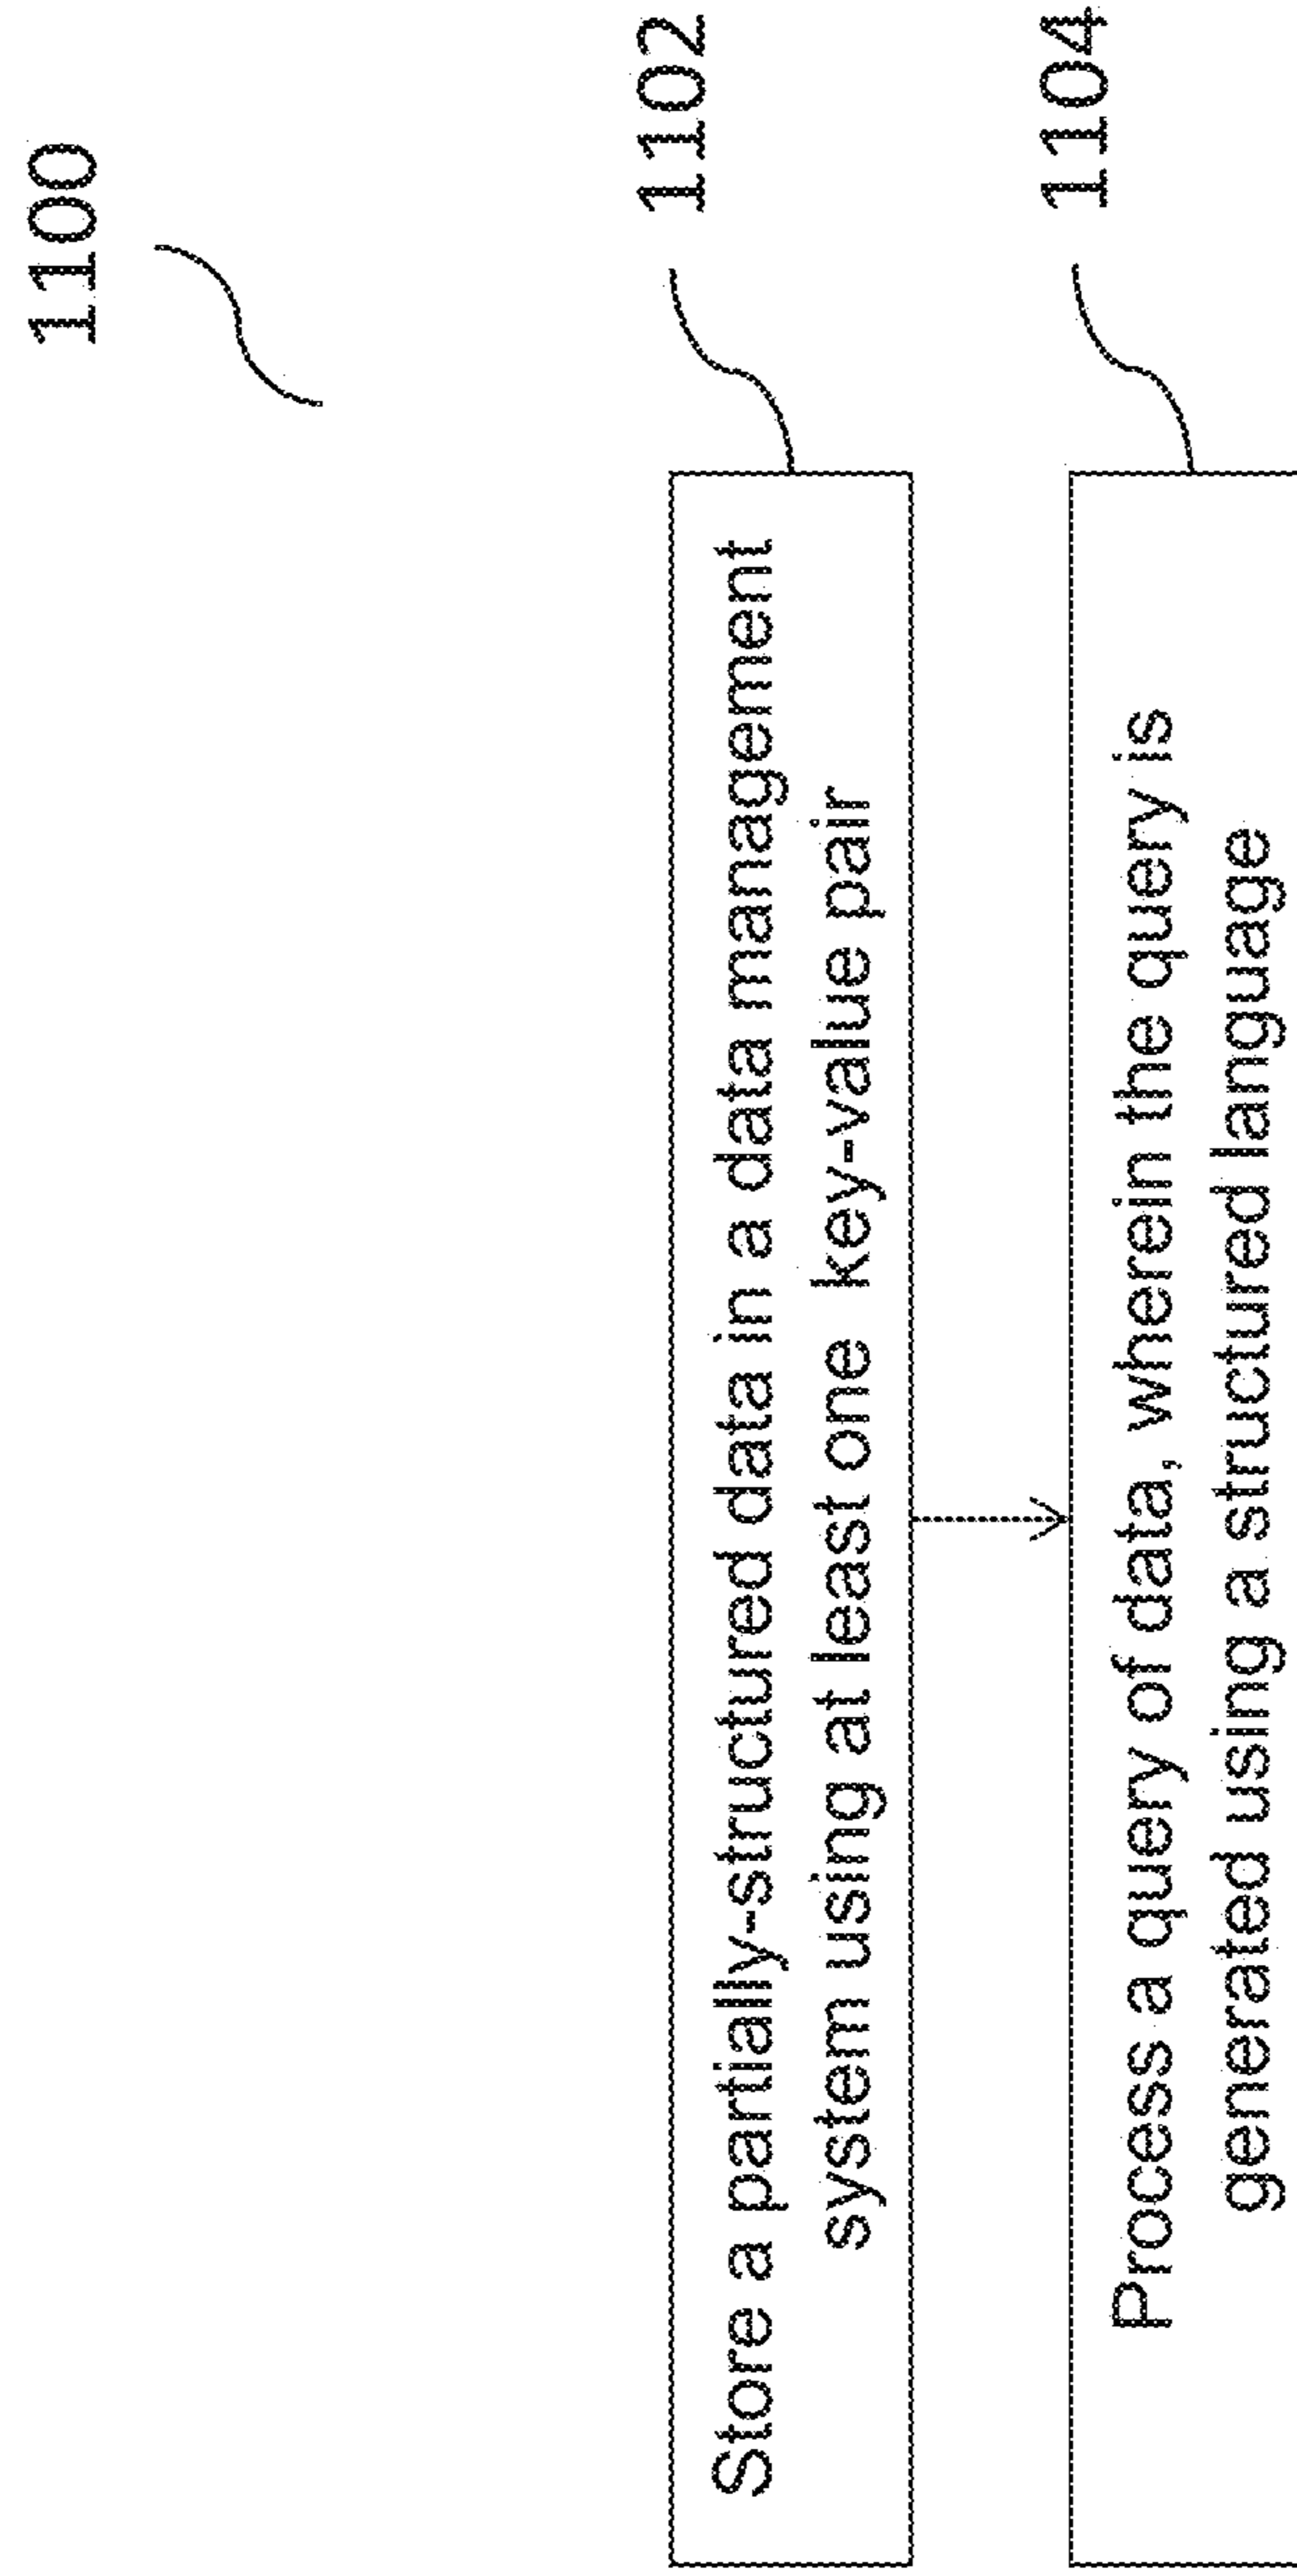 1100
Store a partially-structured data in a data management
system using at least one key-value pair
1102
Process a query of data, wherein the query is
generated using a structured language
1104